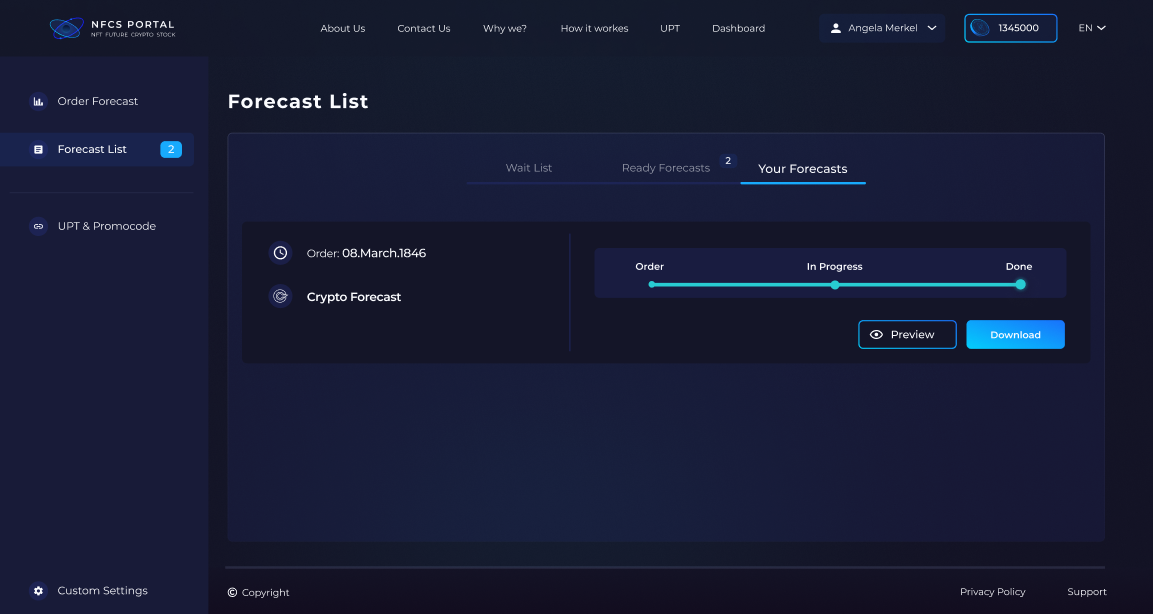 NFCS PORTAL
NFT FUTURE CRYPTO STOCK
About Us
Contact Us
Why we?
How it workes
UPT
Dashboard
Angela Merkel
1345000
EN
Order Forecast
Forecast List
2
UPT & Promocode
Custom Settings
Forecast List
Wait List
Ready Forecasts
2
Your Forecasts
Order: 08.March.1846
Crypto Forecast
Order
In Progress
Done
Preview
Download
© Copyright
Privacy Policy
Support